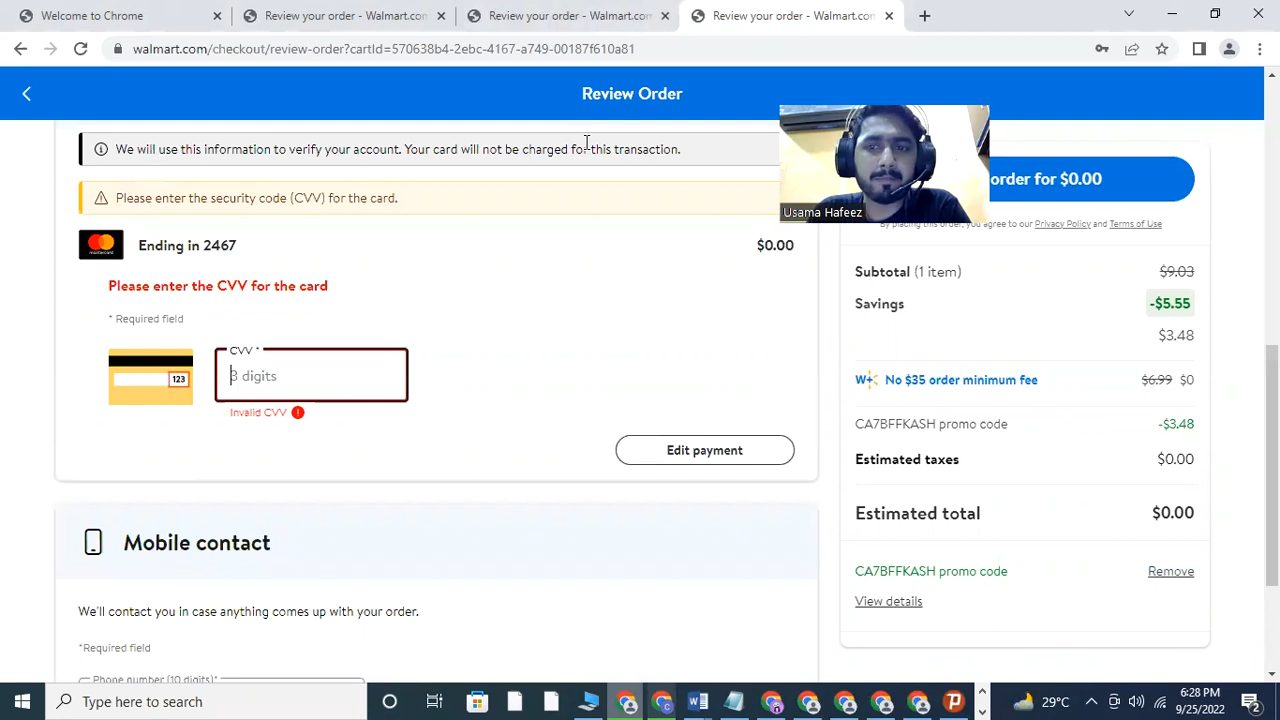 Welcome to Chrome
Review your order - Walmart.com
Review your order - Walmart.com
Review your order - Walmart.com
walmart.com/checkout/review-order?cartId=570638b4-2ebc-4167-a749-00187f610a81
Review Order
We will use this information to verify your account. Your card will not be charged for this transaction.
Please enter the security code (CVV) for the card.
mastercard
Ending in 2467
$0.00
Please enter the CVV for the card
* Required field
123
CVV *
3 digits
Invalid CVV
Edit payment
Mobile contact
We'll contact you in case anything comes up with your order.
*Required field
Phone number (10 digits)*
Usama Hafeez
order for $0.00
By placing this order, you agree to our Privacy Policy and Terms of Use
Subtotal (1 item)
$9.03
Savings
-$5.55
$3.48
W+ No $35 order minimum fee
$6.99 $0
CA7BFFKASH promo code
-$3.48
Estimated taxes
$0.00
Estimated total
$0.00
CA7BFFKASH promo code
Remove
View details
Type here to search
29°C
6:28 PM
9/25/2022
2